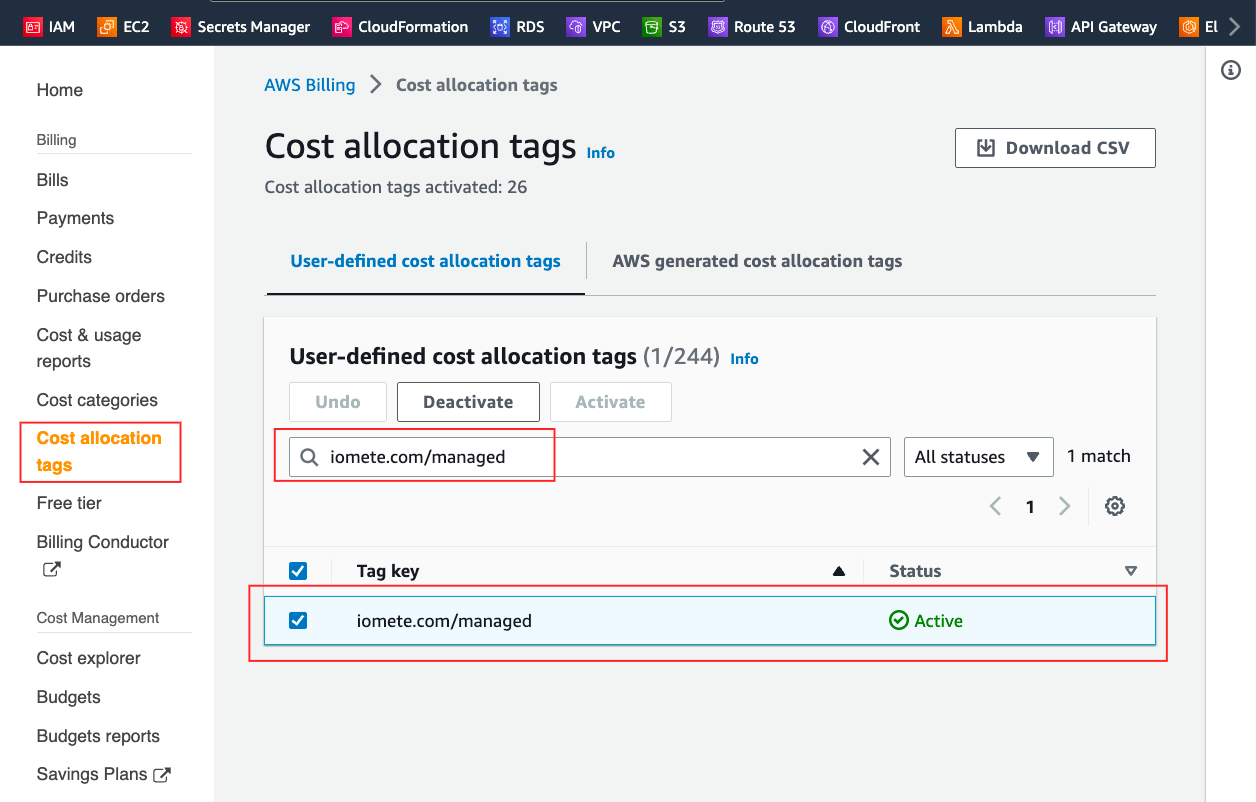 IAM EC2 Secrets Manager CloudFormation RDS VPC S3 Route 53 CloudFront Lambda API Gateway El
Home
Billing
Bills
Payments
Credits
Purchase orders
Cost & usage
reports
Cost categories
Cost allocation
tags
Free tier
Billing Conductor
Cost Management
Cost explorer
Budgets
Budgets reports
Savings Plans
AWS Billing > Cost allocation tags
Cost allocation tags Info
Download CSV
Cost allocation tags activated: 26
User-defined cost allocation tags
AWS generated cost allocation tags
User-defined cost allocation tags (1/244) Info
Undo Deactivate Activate
iomete.com/managed
All statuses
1 match
1
Tag key Status
iomete.com/managed Active